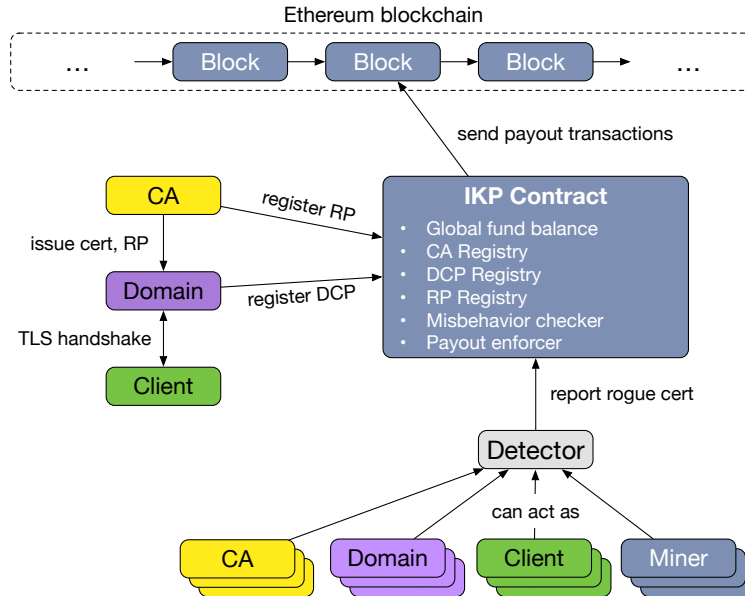 Ethereum blockchain
... Block Block Block ...
send payout transactions
CA
register RP
IKP Contract
• Global fund balance
• CA Registry
• DCP Registry
• RP Registry
• Misbehavior checker
• Payout enforcer
issue cert, RP
Domain
register DCP
TLS handshake
Client
report rogue cert
Detector
can act as
CA Domain Client Miner